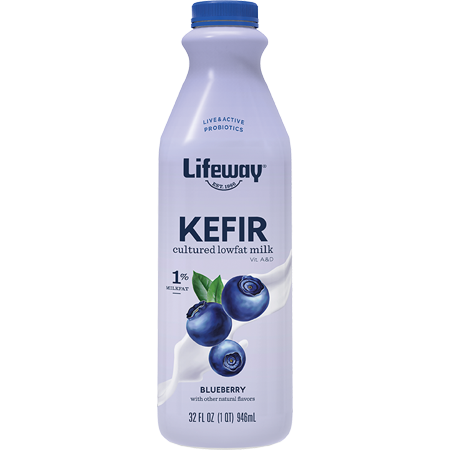 LIVE & ACTIVE
PROBIOTICS
Lifeway®
EST. 1986
KEFIR
cultured lowfat milk
Vit. A&D
1%
MILKFAT
BLUEBERRY
with other natural flavors
32 FL OZ (1 QT) 946mL